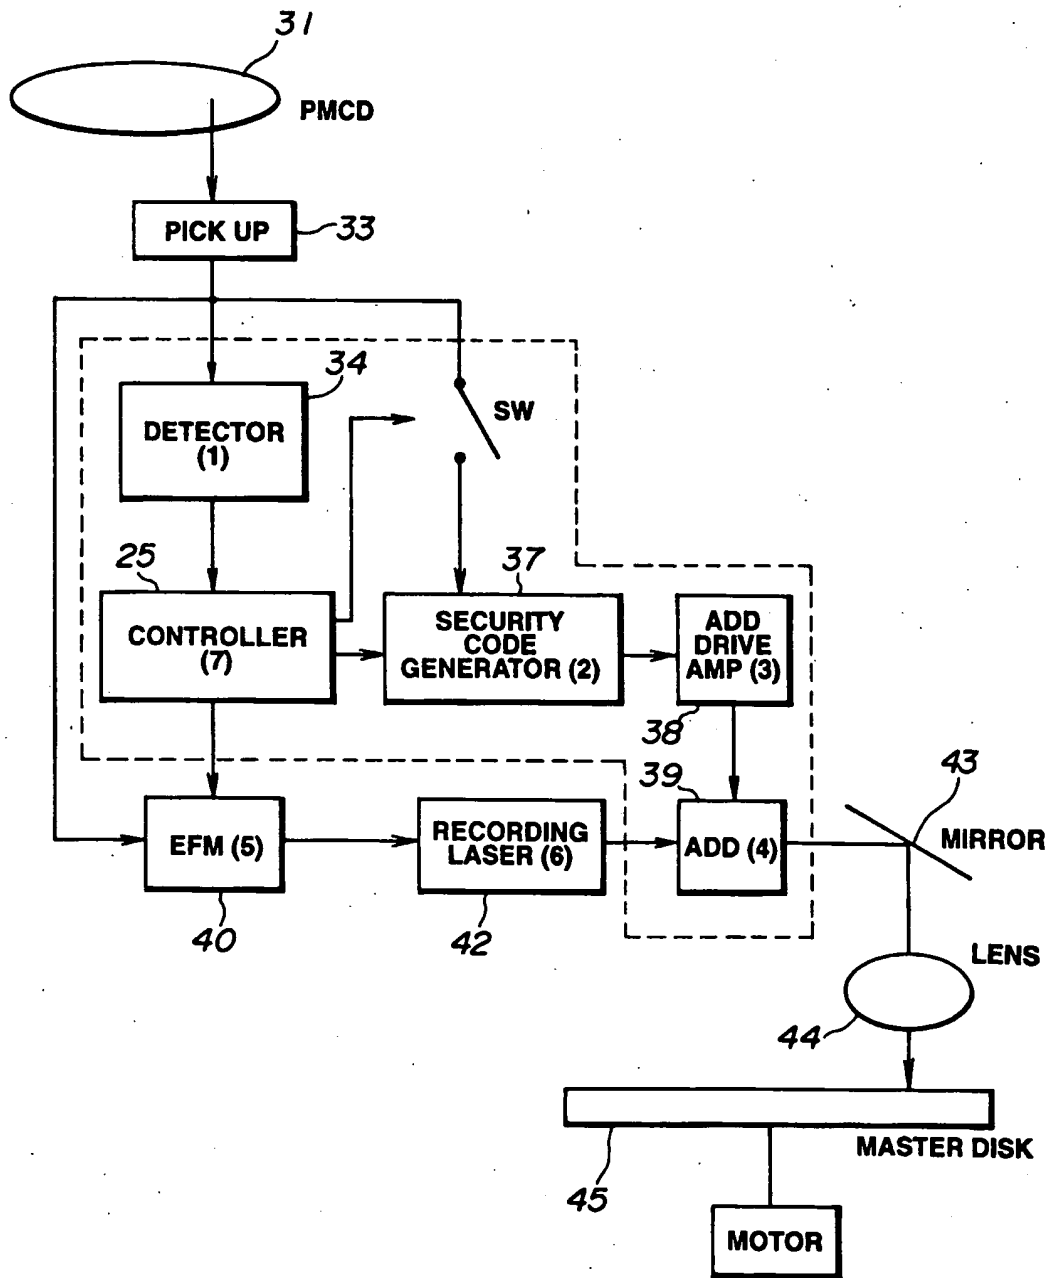 31
PMCD
PICK UP
33
34
DETECTOR
(1)
SW
25
CONTROLLER
(7)
37
SECURITY
CODE
GENERATOR (2)
ADD
DRIVE
AMP (3)
38
39
43
MIRROR
EFM (5)
RECORDING
LASER (6)
ADD (4)
40
42
LENS
44
MASTER DISK
45
MOTOR